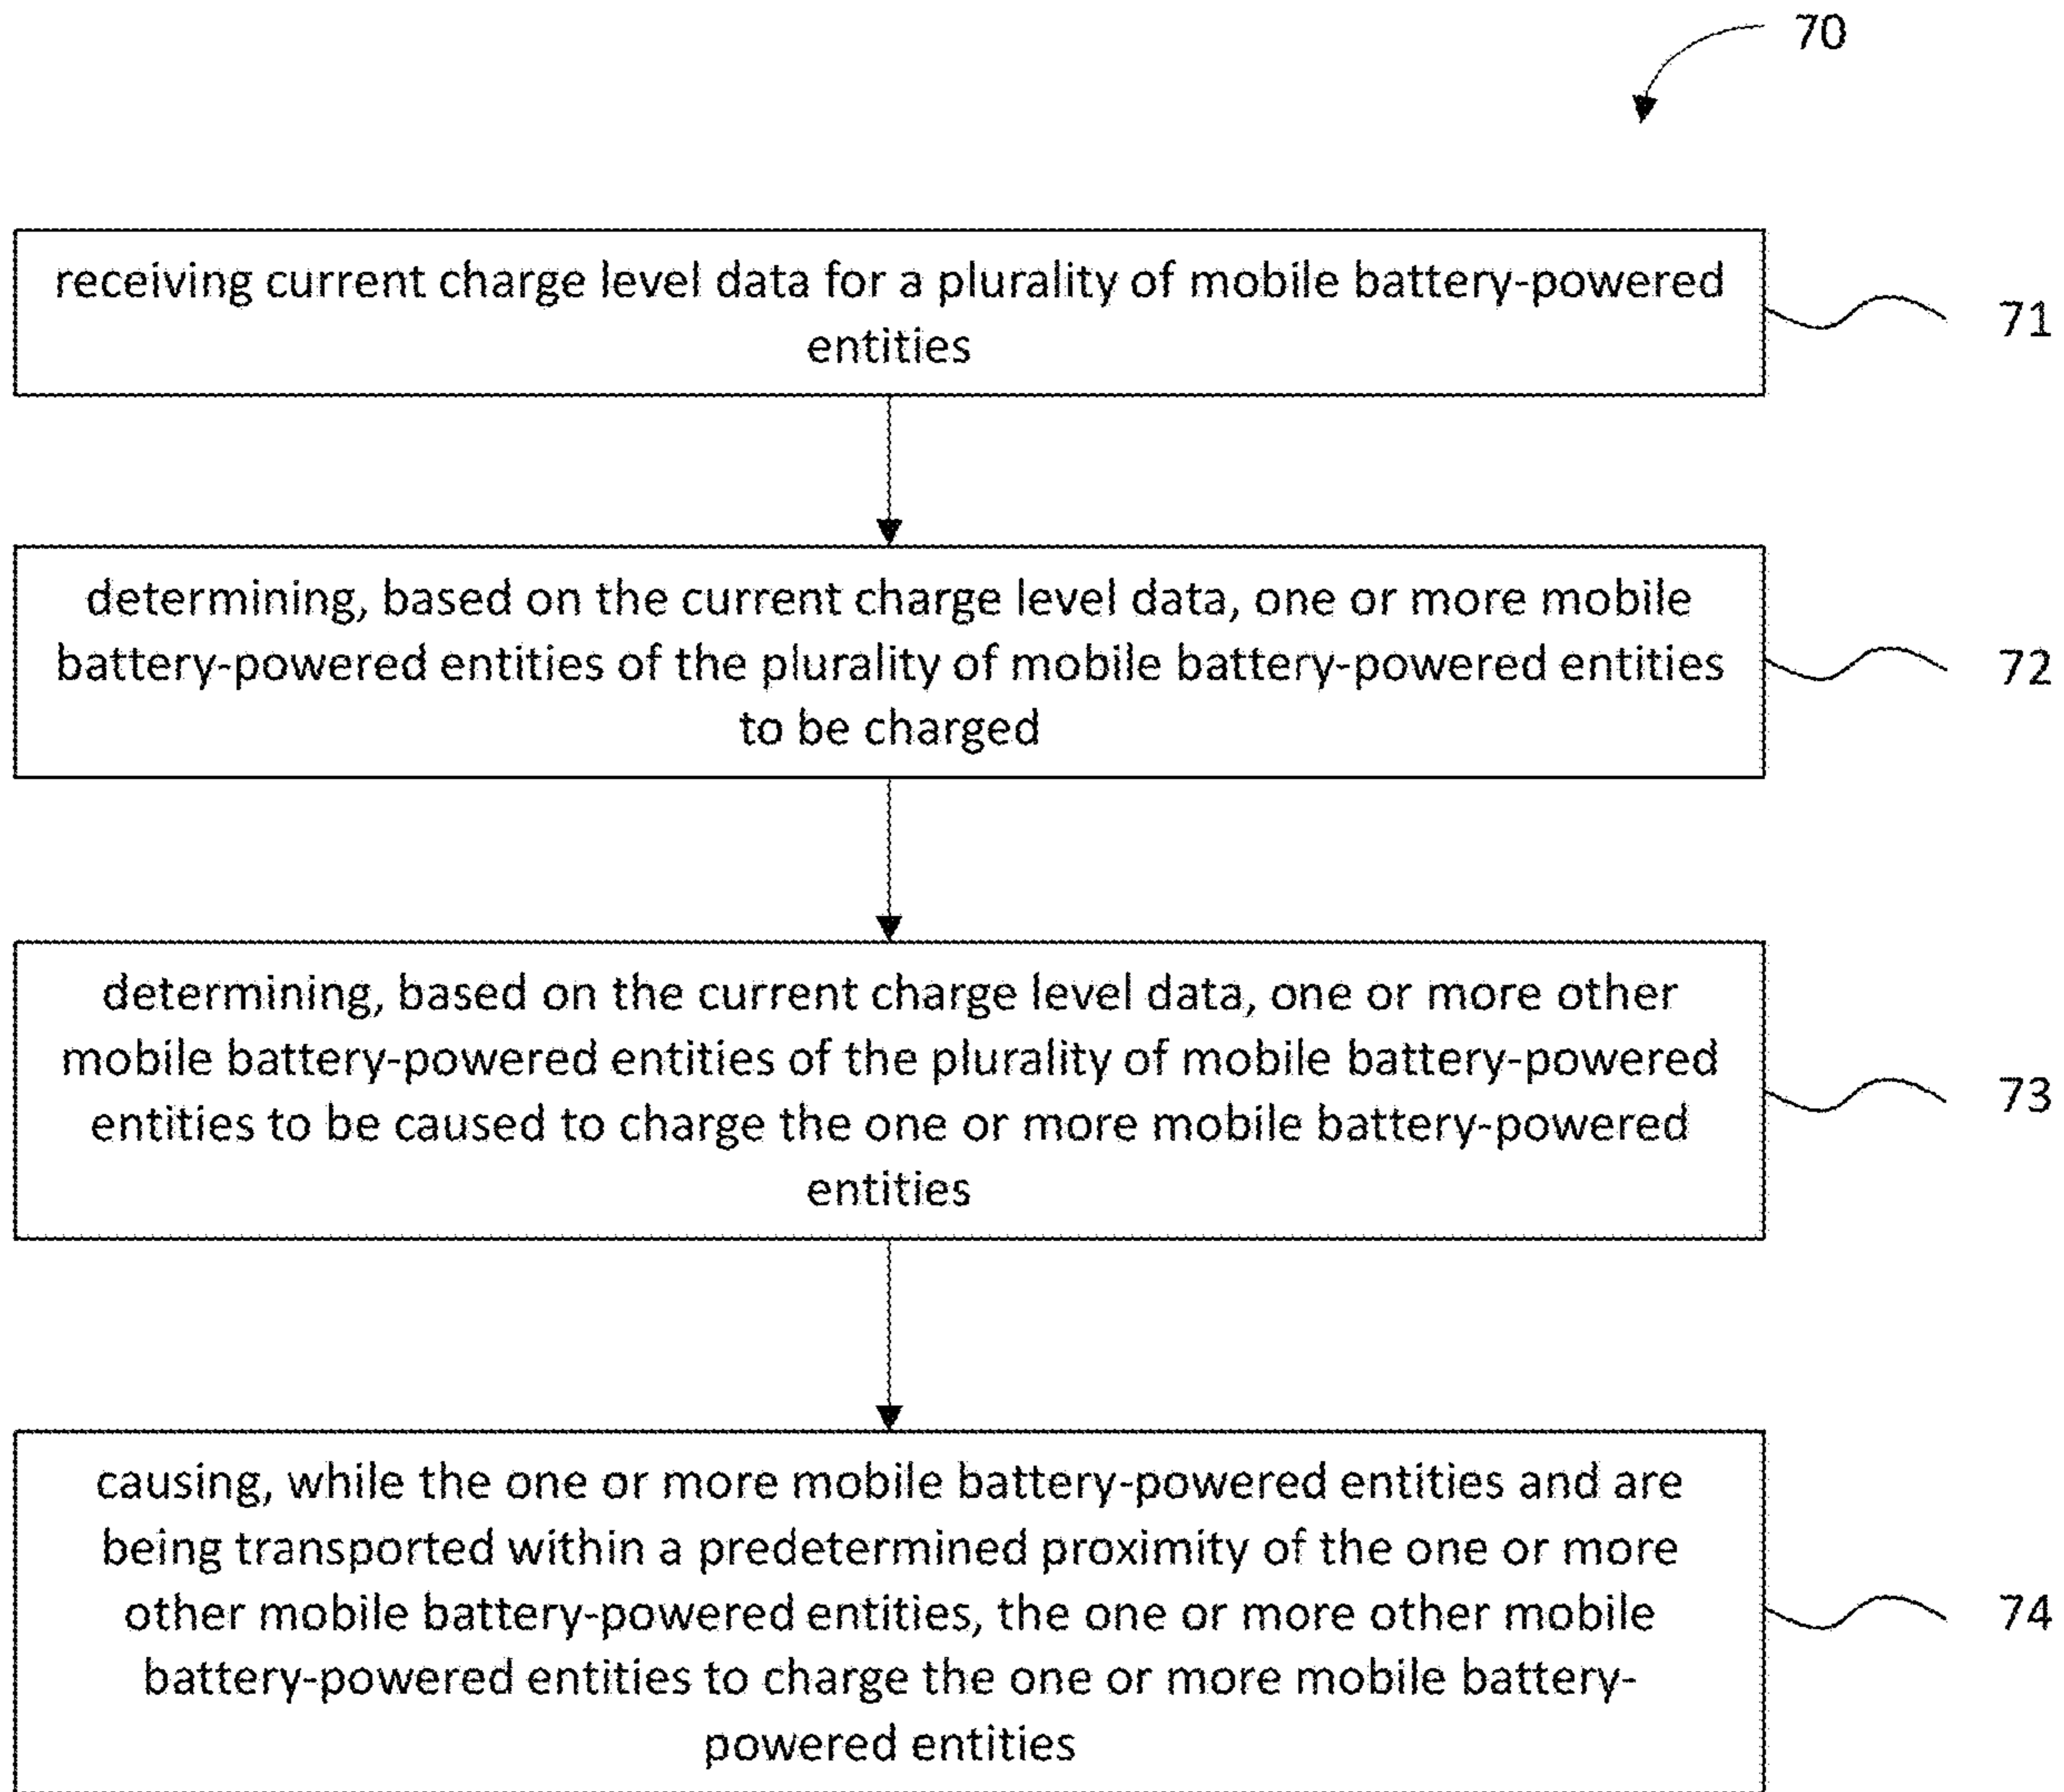 70
receiving current charge level data for a plurality of mobile battery-powered
entities
71
determining, based on the current charge level data, one or more mobile
battery-powered entities of the plurality of mobile battery-powered entities
to be charged
72
determining, based on the current charge level data, one or more other
mobile battery-powered entities of the plurality of mobile battery-powered
entities to be caused to charge the one or more mobile battery-powered
entities
73
causing, while the one or more mobile battery-powered entities and are
being transported within a predetermined proximity of the one or more
other mobile battery-powered entities, the one or more other mobile
battery-powered entities to charge the one or more mobile battery-
powered entities
74